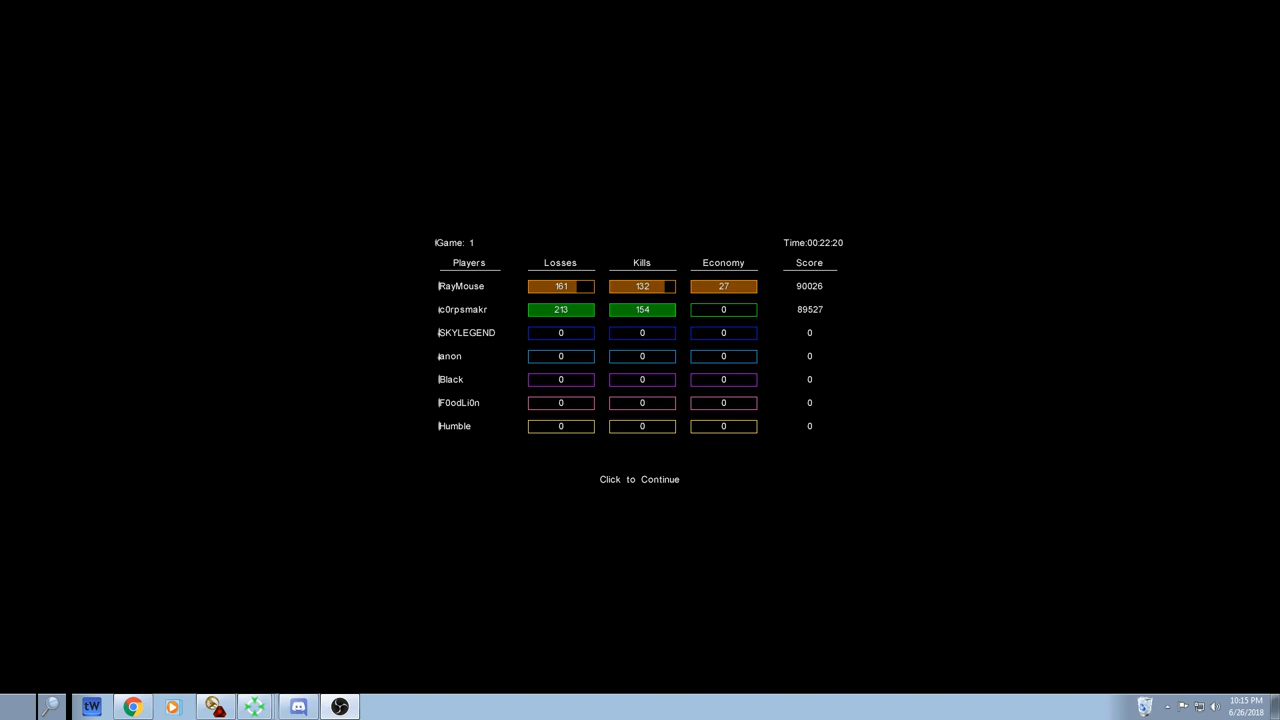 Game: 1 Time:00:22:20
Players Losses Kills Economy Score
RayMouse 161 132 27 90026
c0rpsmakr 213 154 0 89527
SKYLEGEND 0 0 0 0
anon 0 0 0 0
Black 0 0 0 0
F0odLi0n 0 0 0 0
Humble 0 0 0 0
Click to Continue
tW
10:15 PM
6/26/2018